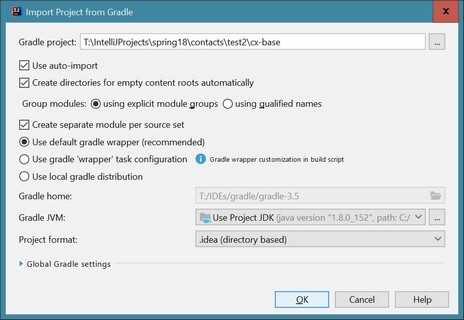 Import Project from Gradle
Gradle project: T:\IntelliJProjects\spring18\contacts\test2\cx-base ...
Use auto-import
Create directories for empty content roots automatically
Group modules: using explicit module groups using qualified names
Create separate module per source set
Use default gradle wrapper (recommended)
Use gradle 'wrapper' task configuration Gradle wrapper customization in build script
Use local gradle distribution
Gradle home: T:/IDEs/gradle/gradle-3.5
Gradle JVM: Use Project JDK (java version "1.8.0_152", path: C:/ ...
Project format: .idea (directory based)
Global Gradle settings
OK Cancel Help